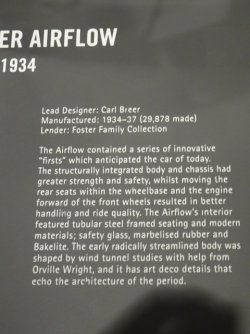 ER AIRFLOW
1934
Lead Designer: Carl Breer
Manufactured: 1934–37 (29,878 made)
Lender: Foster Family Collection
The Airflow contained a series of innovative
"firsts" which anticipated the car of today.
The structurally integrated body and chassis had
greater strength and safety, whilst moving the
rear seats within the wheelbase and the engine
forward of the front wheels resulted in better
handling and ride quality. The Airflow's interior
featured tubular steel framed seating and modern
materials; safety glass, marbelised rubber and
Bakelite. The early radically streamlined body was
shaped by wind tunnel studies with help from
Orville Wright, and it has art deco details that
echo the architecture of the period.